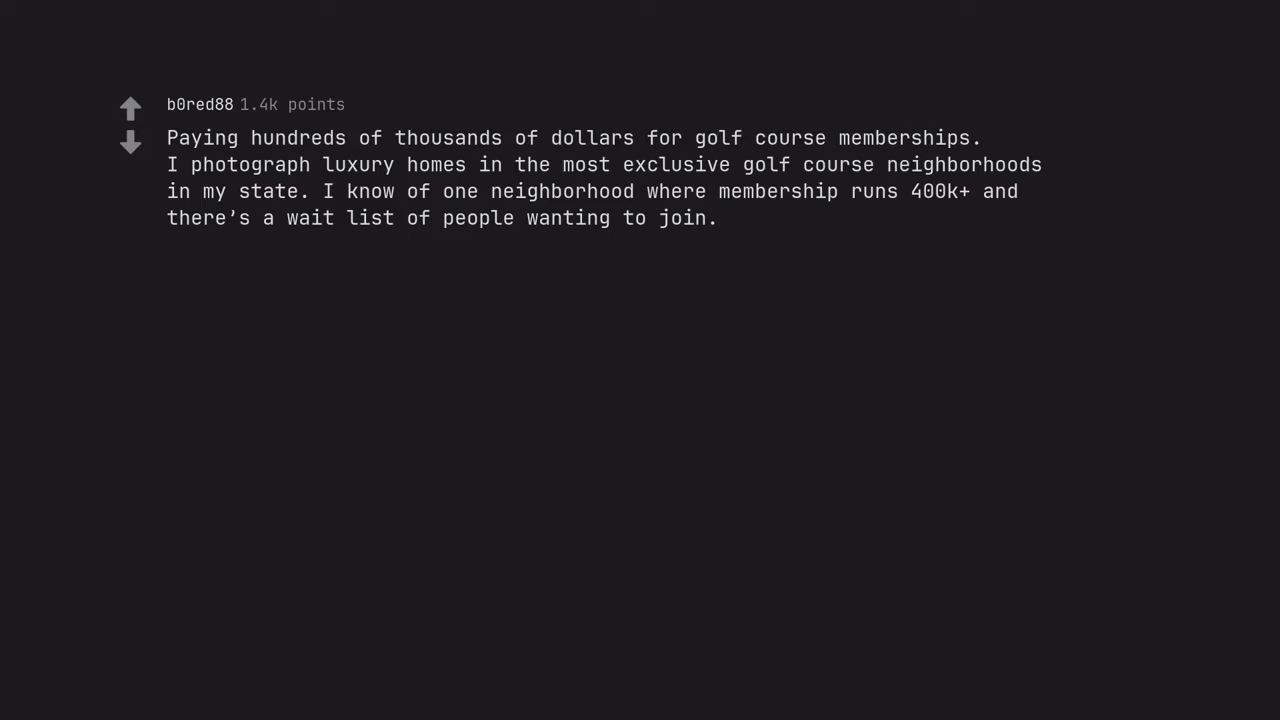 b0red88 1.4k points
Paying hundreds of thousands of dollars for golf course memberships.
I photograph luxury homes in the most exclusive golf course neighborhoods
in my state. I know of one neighborhood where membership runs 400k+ and
there’s a wait list of people wanting to join.